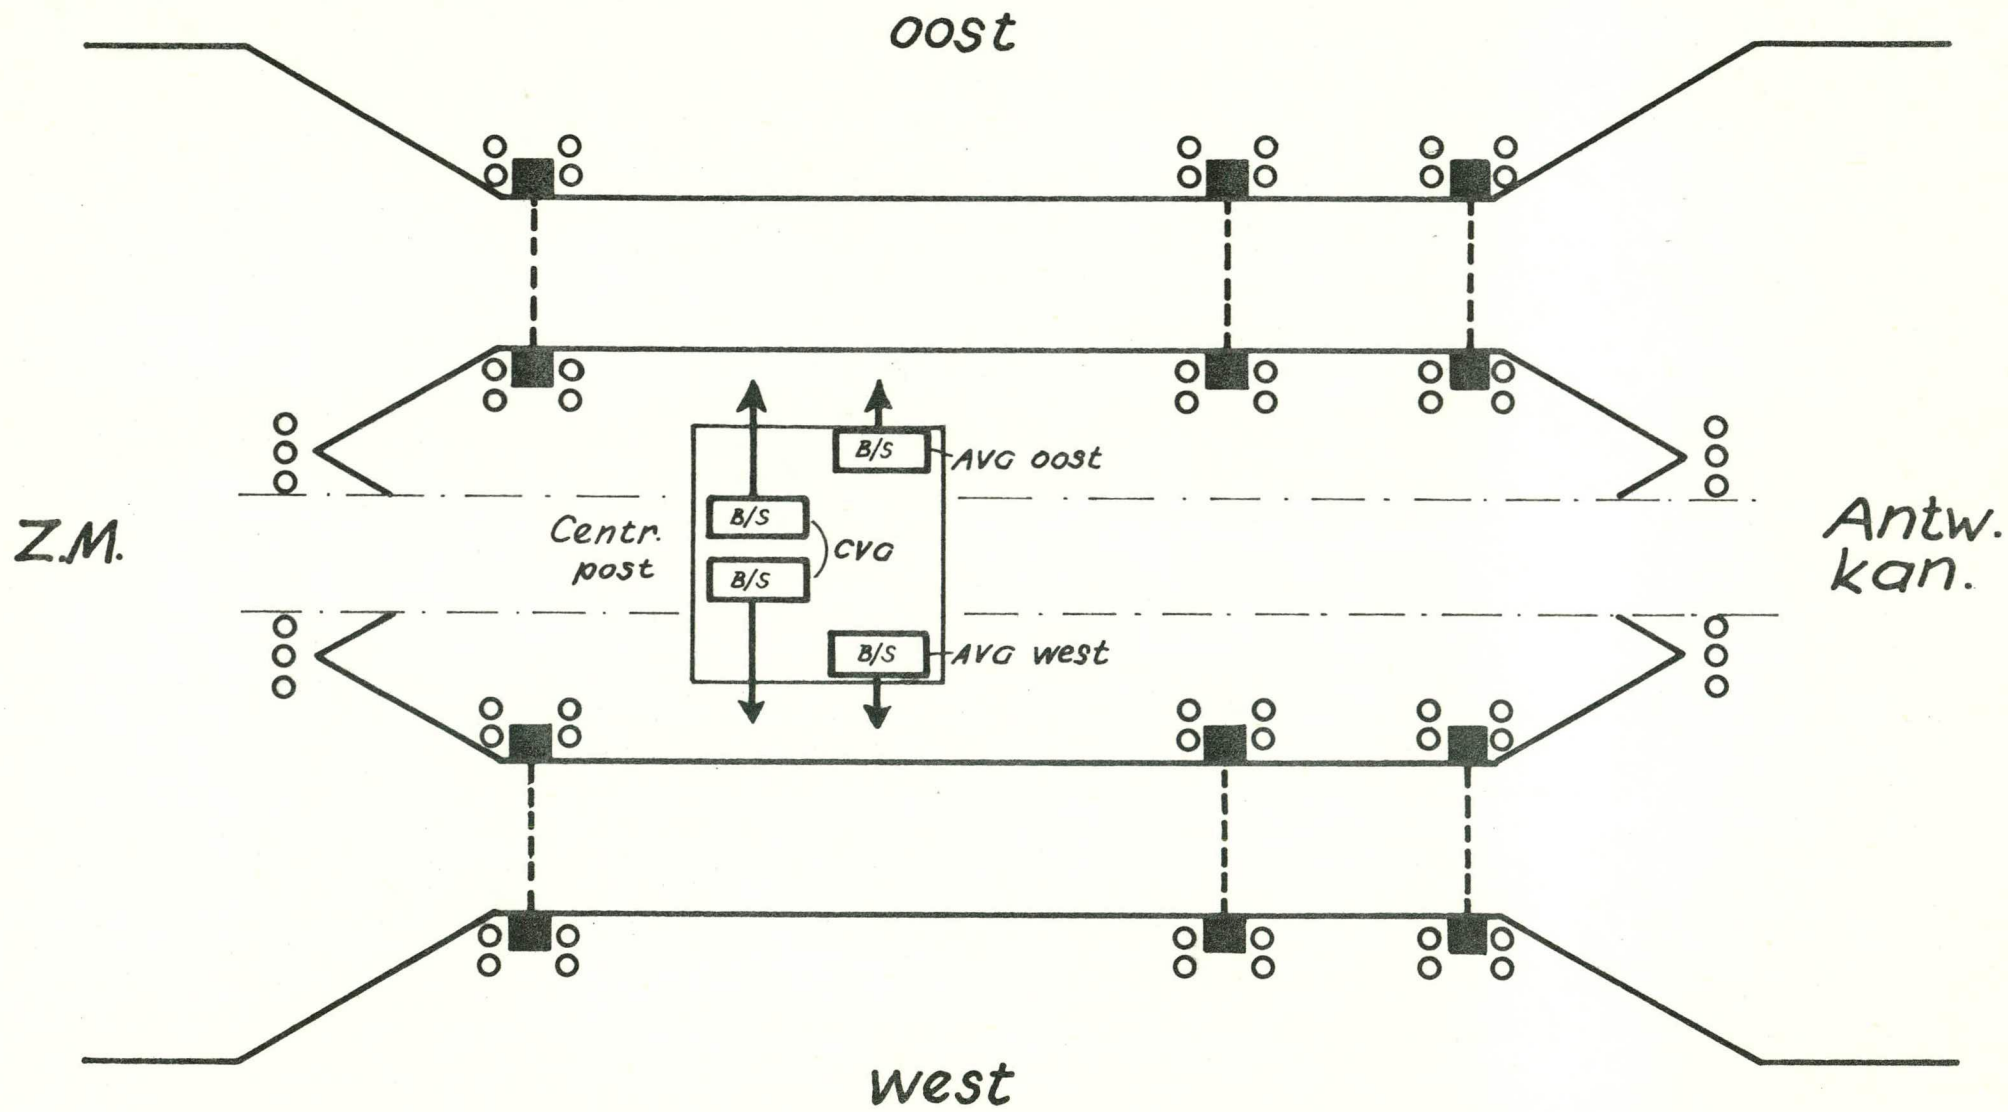 oost
B/S
AVG oost
Z.M.
Centr.
post
B/S
B/S
CVG
Antw.
kan.
B/S
AVG west
west